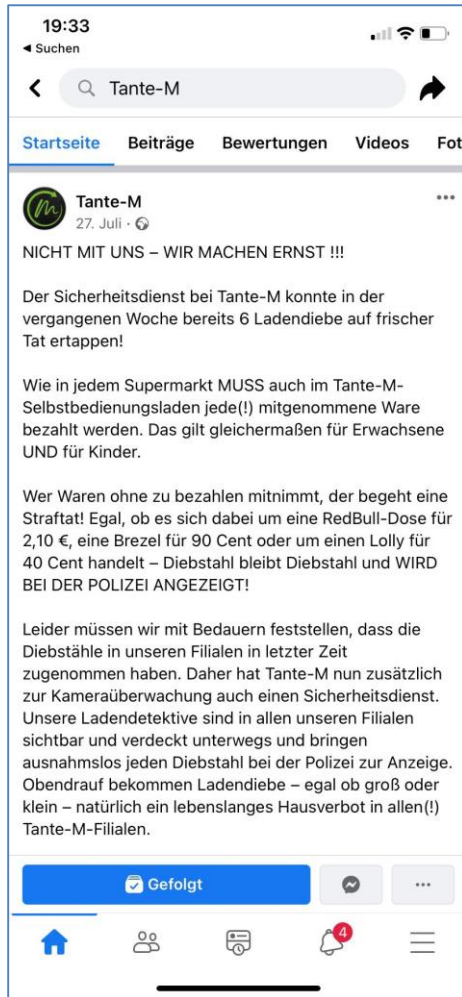 19:33
◄ Suchen
Tante-M
Startseite Beiträge Bewertungen Videos Fot
Tante-M
27. Juli ·
NICHT MIT UNS – WIR MACHEN ERNST !!!
Der Sicherheitsdienst bei Tante-M konnte in der
vergangenen Woche bereits 6 Ladendiebe auf frischer
Tat ertappen!
Wie in jedem Supermarkt MUSS auch im Tante-M-
Selbstbedienungsladen jede(!) mitgenommene Ware
bezahlt werden. Das gilt gleichermaßen für Erwachsene
UND für Kinder.
Wer Waren ohne zu bezahlen mitnimmt, der begeht eine
Straftat! Egal, ob es sich dabei um eine RedBull-Dose für
2,10 €, eine Brezel für 90 Cent oder um einen Lolly für
40 Cent handelt – Diebstahl bleibt Diebstahl und WIRD
BEI DER POLIZEI ANGEZEIGT!
Leider müssen wir mit Bedauern feststellen, dass die
Diebstähle in unseren Filialen in letzter Zeit
zugenommen haben. Daher hat Tante-M nun zusätzlich
zur Kameraüberwachung auch einen Sicherheitsdienst.
Unsere Ladendetektive sind in allen unseren Filialen
sichtbar und verdeckt unterwegs und bringen
ausnahmslos jeden Diebstahl bei der Polizei zur Anzeige.
Obendrauf bekommen Ladendiebe – egal ob groß oder
klein – natürlich ein lebenslanges Hausverbot in allen(!)
Tante-M-Filialen.
Gefolgt
4